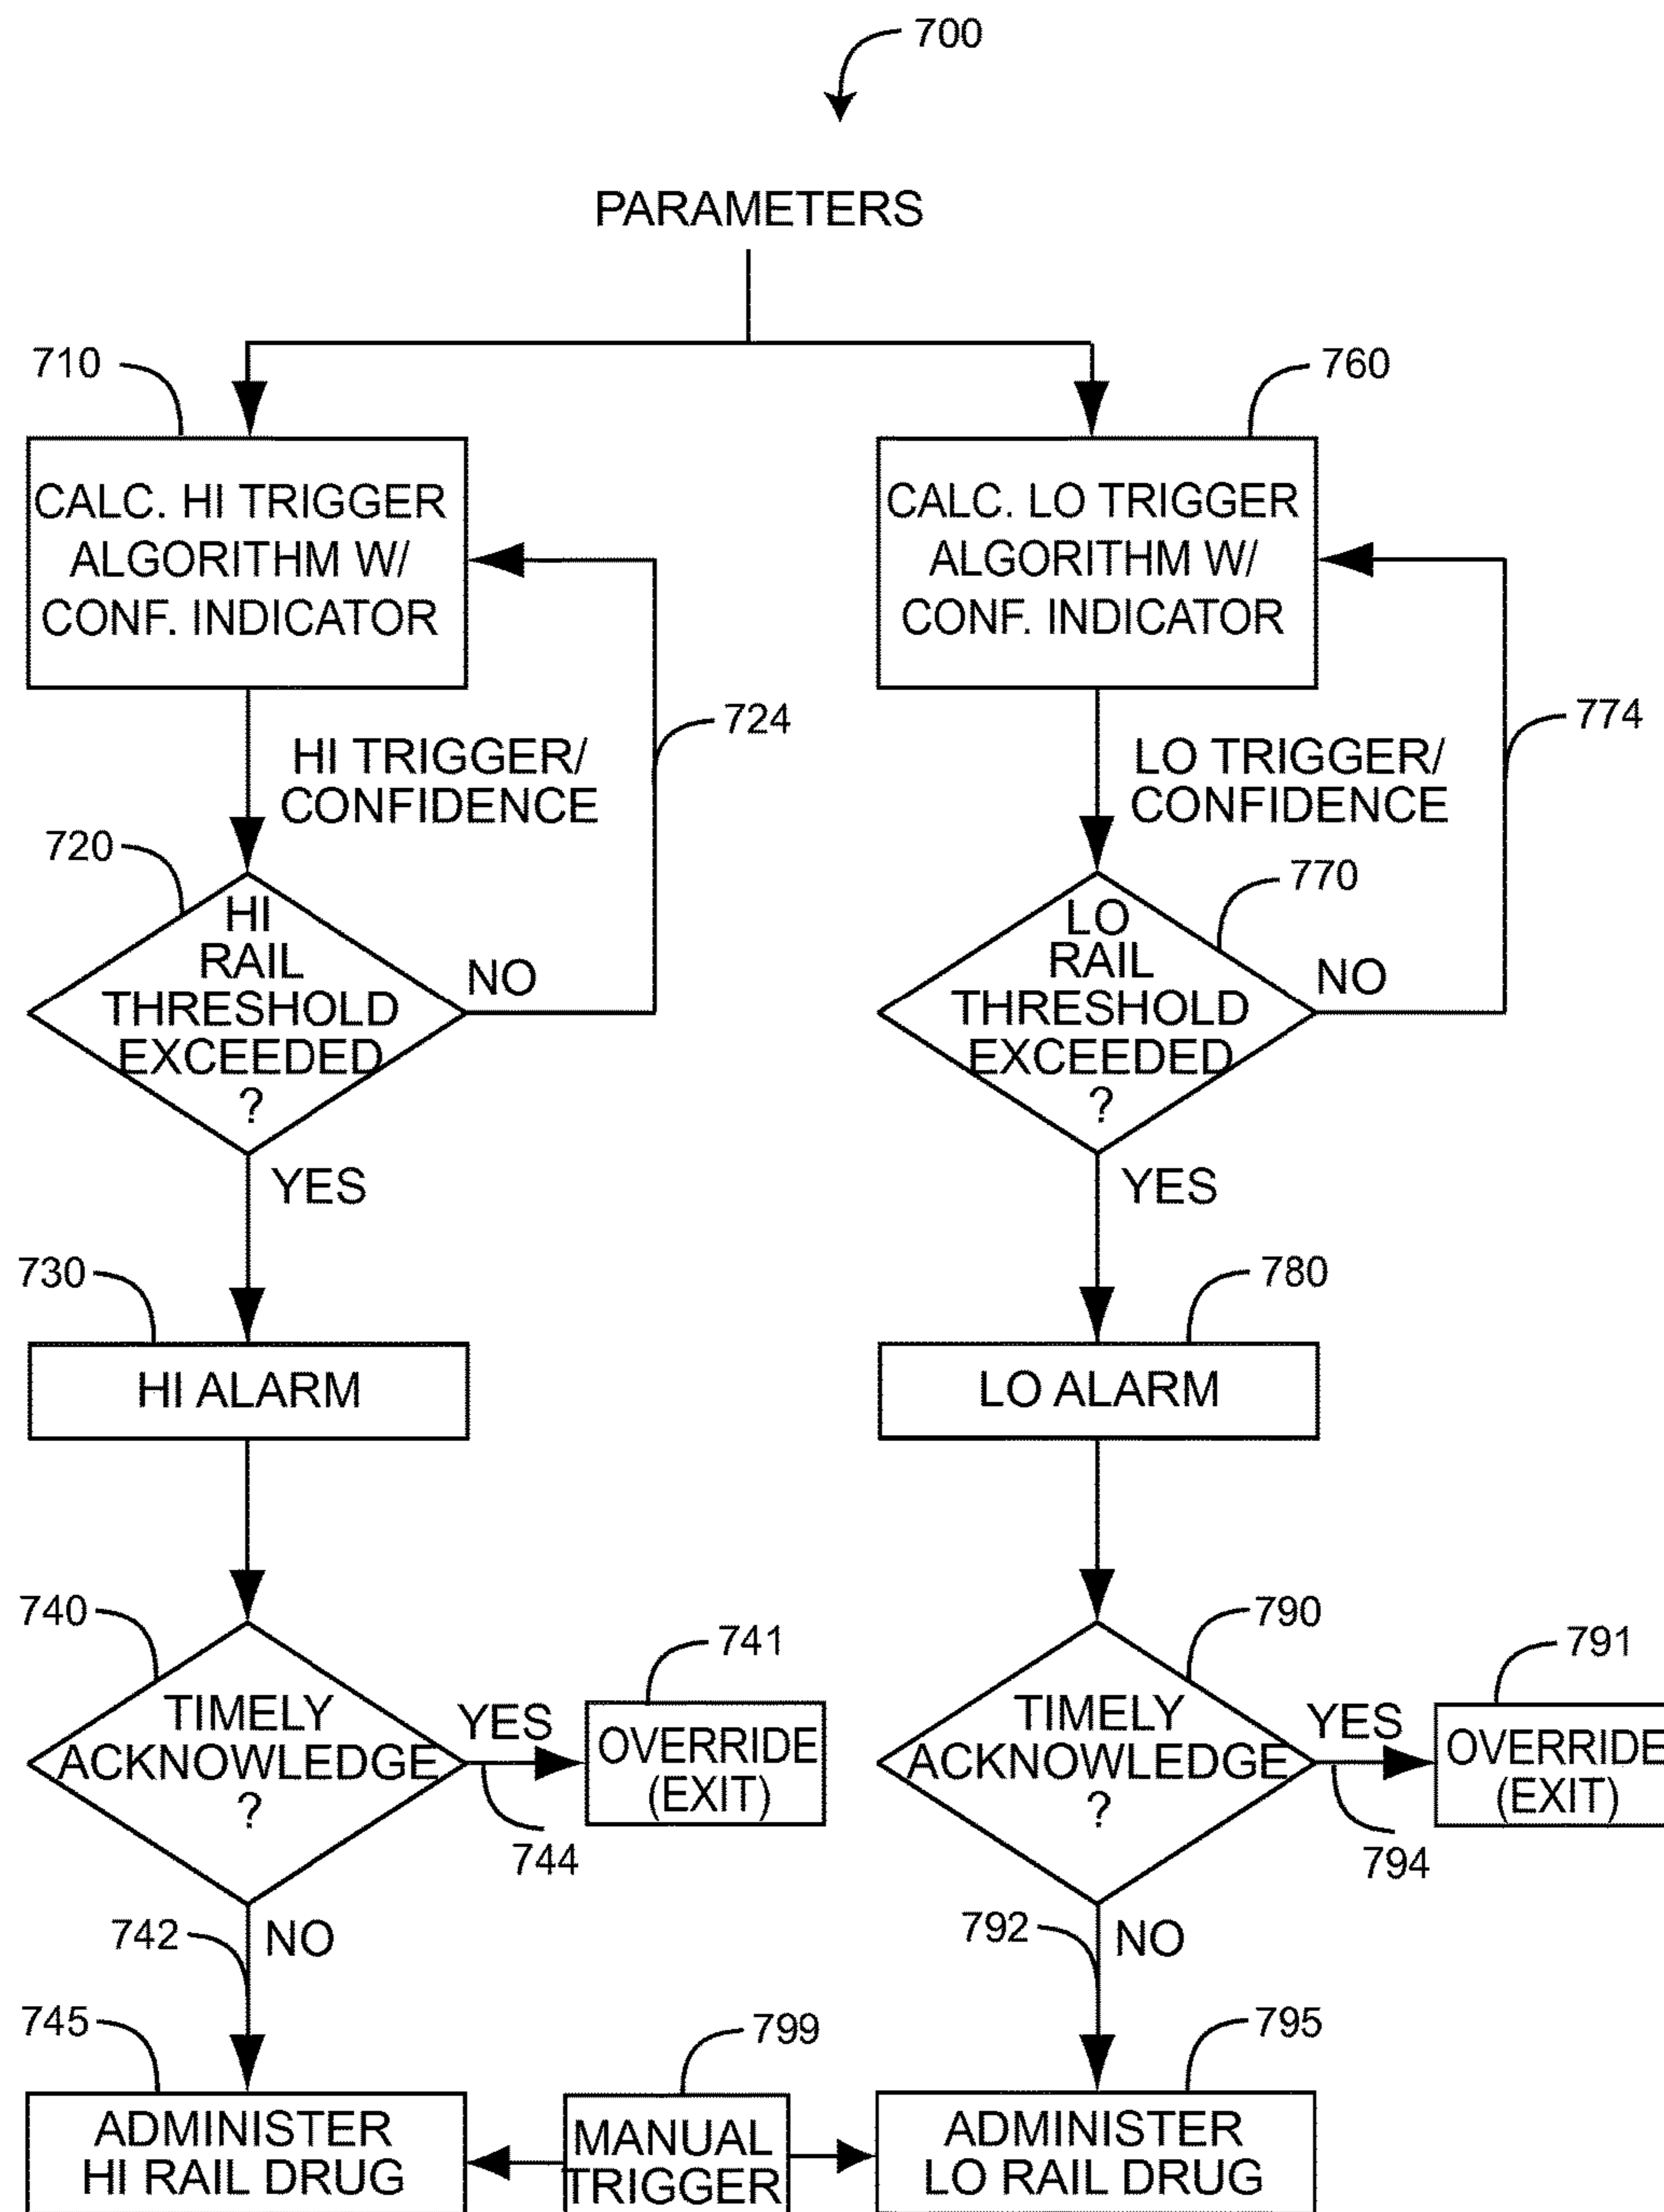 700
PARAMETERS
710
760
CALC. HI TRIGGER
ALGORITHM W/
CONF. INDICATOR
CALC. LO TRIGGER
ALGORITHM W/
CONF. INDICATOR
724
774
HI TRIGGER/
CONFIDENCE
LO TRIGGER/
CONFIDENCE
720
770
HI
RAIL
THRESHOLD
EXCEEDED
?
NO
LO
RAIL
THRESHOLD
EXCEEDED
?
NO
YES
YES
730
780
HI ALARM
LO ALARM
740
741
790
791
TIMELY
ACKNOWLEDGE
?
YES
OVERRIDE
(EXIT)
TIMELY
ACKNOWLEDGE
?
YES
OVERRIDE
(EXIT)
744
794
742
NO
792
NO
745
799
795
ADMINISTER
HI RAIL DRUG
MANUAL
TRIGGER
ADMINISTER
LO RAIL DRUG